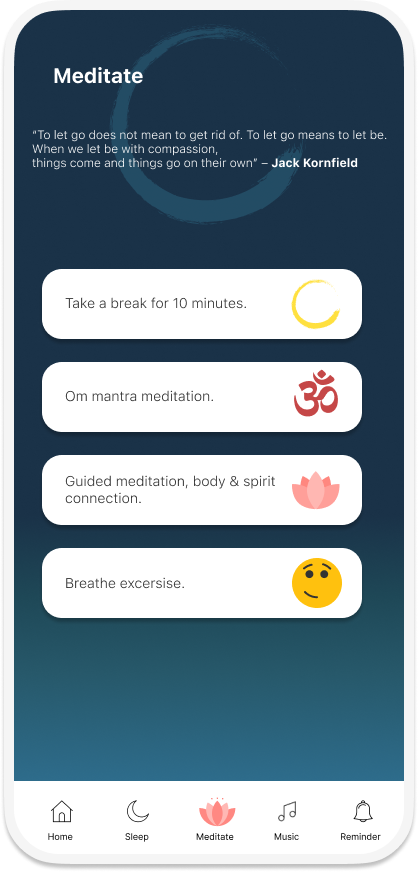 Meditate
“To let go does not mean to get rid of. To let go means to let be.
When we let be with compassion,
things come and things go on their own” – Jack Kornfield
Take a break for 10 minutes.
Om mantra meditation.
ॐ
Guided meditation, body & spirit
connection.
Breathe excersise.
Home Sleep Meditate Music Reminder